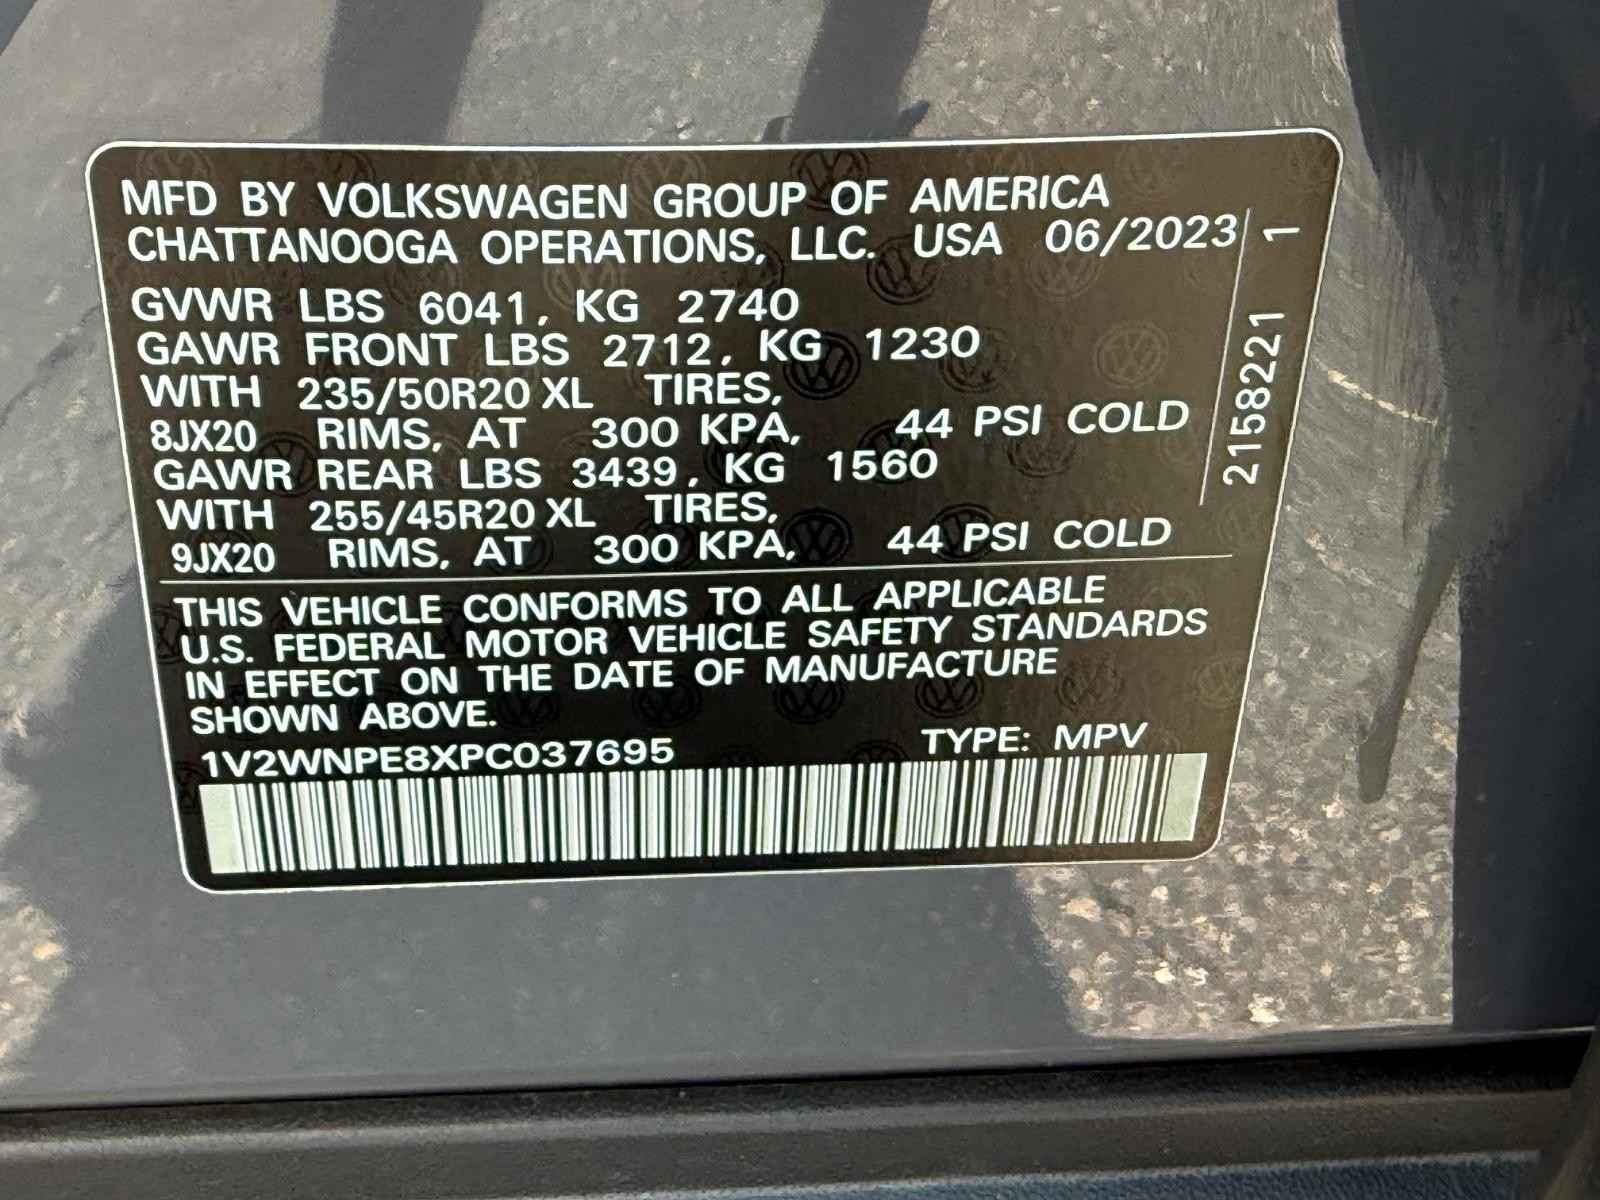 MFD BY VOLKSWAGEN GROUP OF AMERICA
CHATTANOOGA OPERATIONS, LLC. USA 06/2023
GVWR LBS 6041, KG 2740
GAWR FRONT LBS 2712, KG 1230
WITH 235/50R20 XL TIRES,
8JX20 RIMS, AT 300 KPA, 44 PSI COLD
GAWR REAR LBS 3439, KG 1560
WITH 255/45R20 XL TIRES,
9JX20 RIMS, AT 300 KPA, 44 PSI COLD
2158221 1
THIS VEHICLE CONFORMS TO ALL APPLICABLE
U.S. FEDERAL MOTOR VEHICLE SAFETY STANDARDS
IN EFFECT ON THE DATE OF MANUFACTURE
SHOWN ABOVE.
1V2WNPE8XPC037695 TYPE: MPV